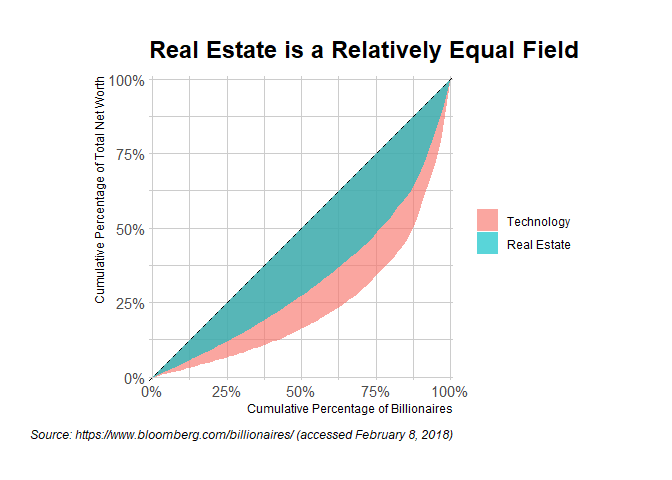 Real Estate is a Relatively Equal Field
Cumulative Percentage of Total Net Worth
100%
75%
50%
25%
0%
0% 25% 50% 75% 100%
Cumulative Percentage of Billionaires
Technology
Real Estate
Source: https://www.bloomberg.com/billionaires/ (accessed February 8, 2018)